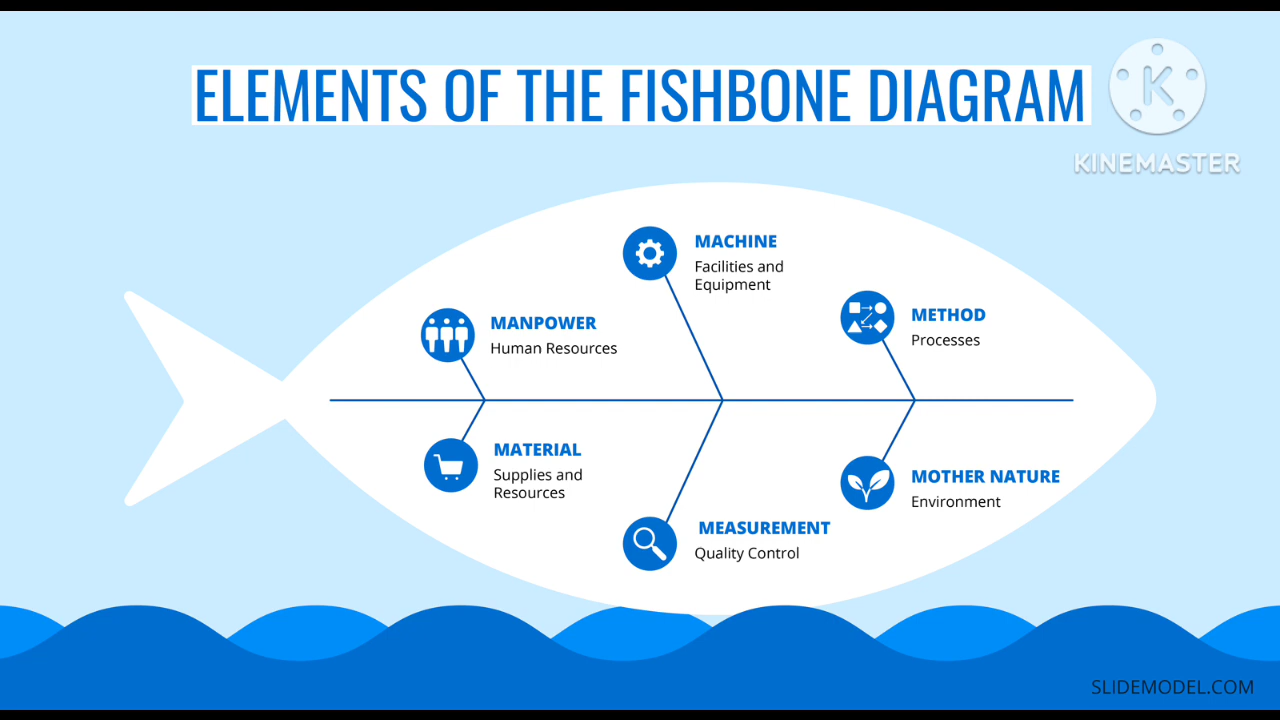 ELEMENTS OF THE FISHBONE DIAGRAM
K
KINEMASTER
MACHINE
Facilities and
Equipment
MANPOWER
Human Resources
METHOD
Processes
MATERIAL
Supplies and
Resources
MOTHER NATURE
Environment
MEASUREMENT
Quality Control
SLIDEMODEL.COM